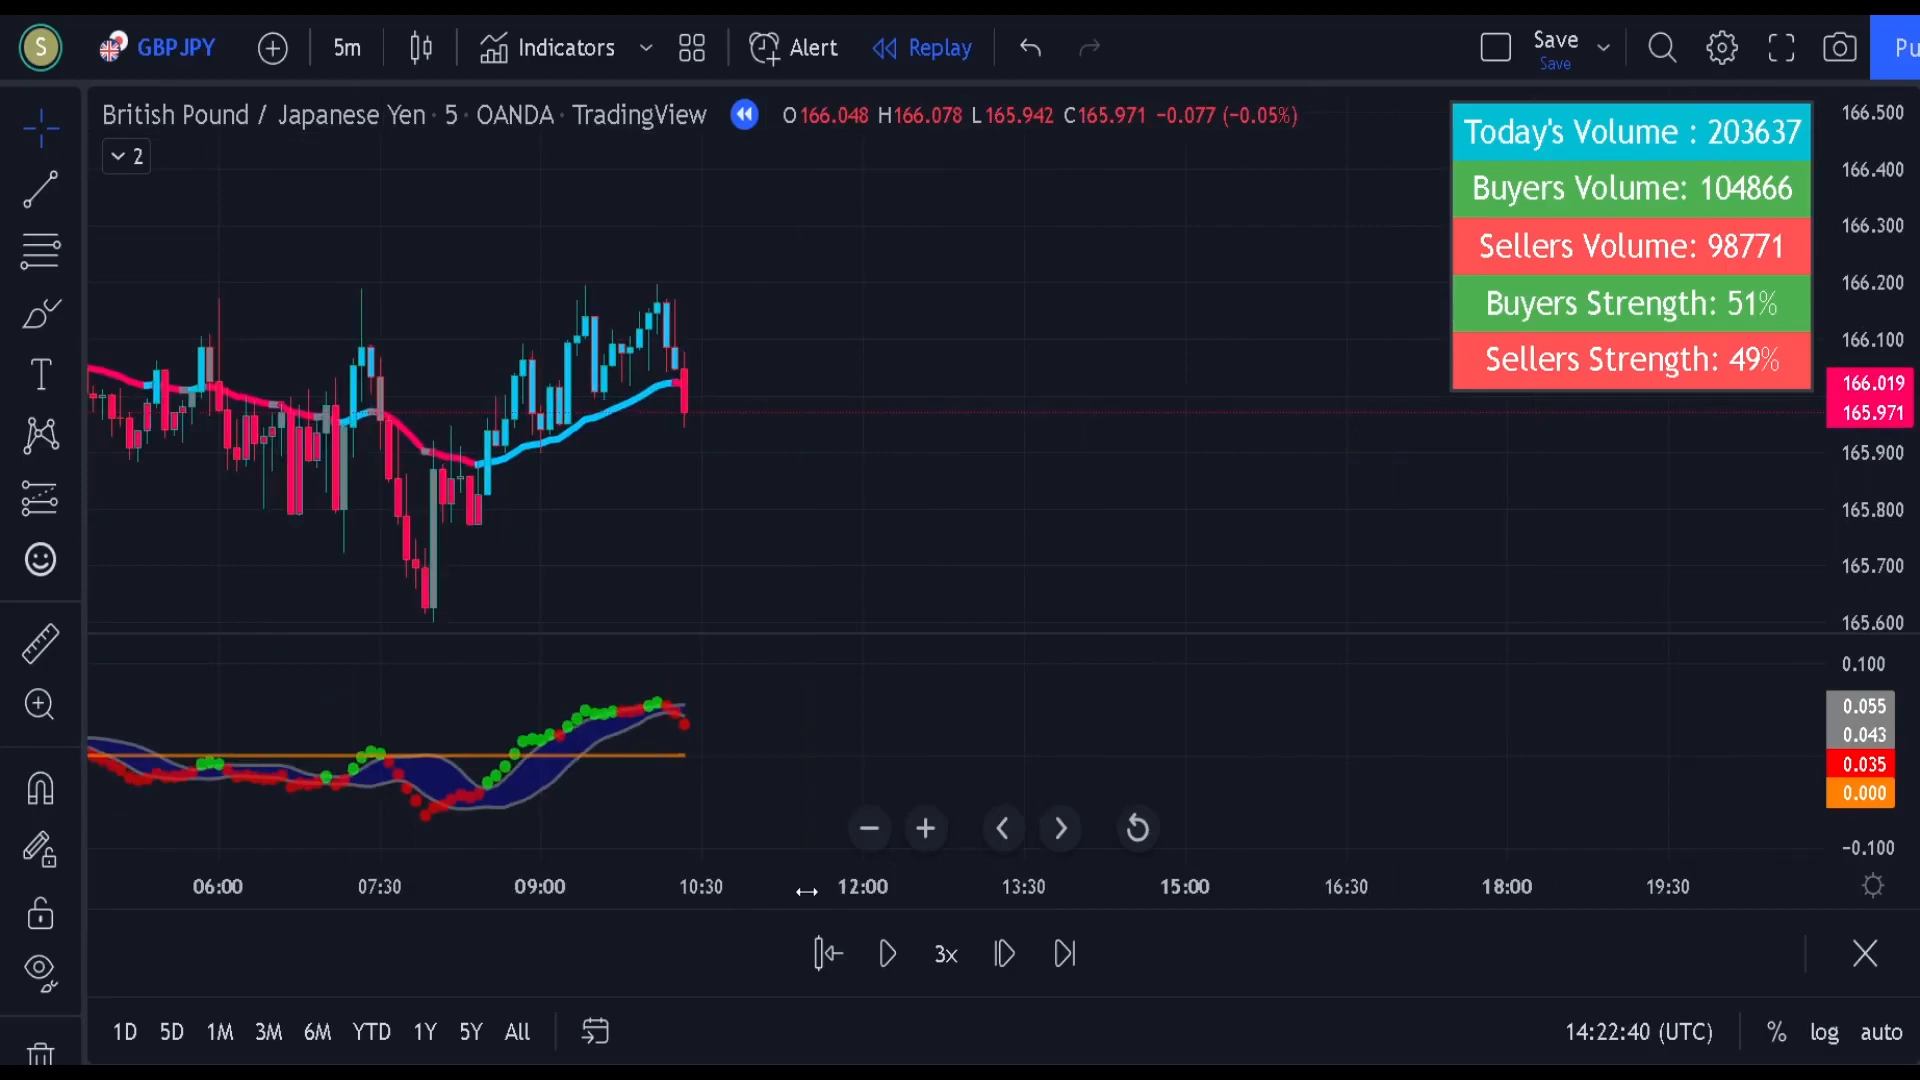 S GBPJPY 5m Indicators Alert Replay Save Pu
Save
British Pound / Japanese Yen · 5 · OANDA · TradingView O166.048 H166.078 L165.942 C165.971 −0.077 (−0.05%)
2
Today's Volume : 203637
Buyers Volume: 104866
Sellers Volume: 98771
Buyers Strength: 51%
Sellers Strength: 49%
166.500
166.400
166.300
166.200
166.100
166.019
165.971
165.900
165.800
165.700
165.600
0.100
0.055
0.043
0.035
0.000
−0.100
06:00 07:30 09:00 10:30 12:00 13:30 15:00 16:30 18:00 19:30
3x
1D 5D 1M 3M 6M YTD 1Y 5Y All 14:22:40 (UTC) % log auto